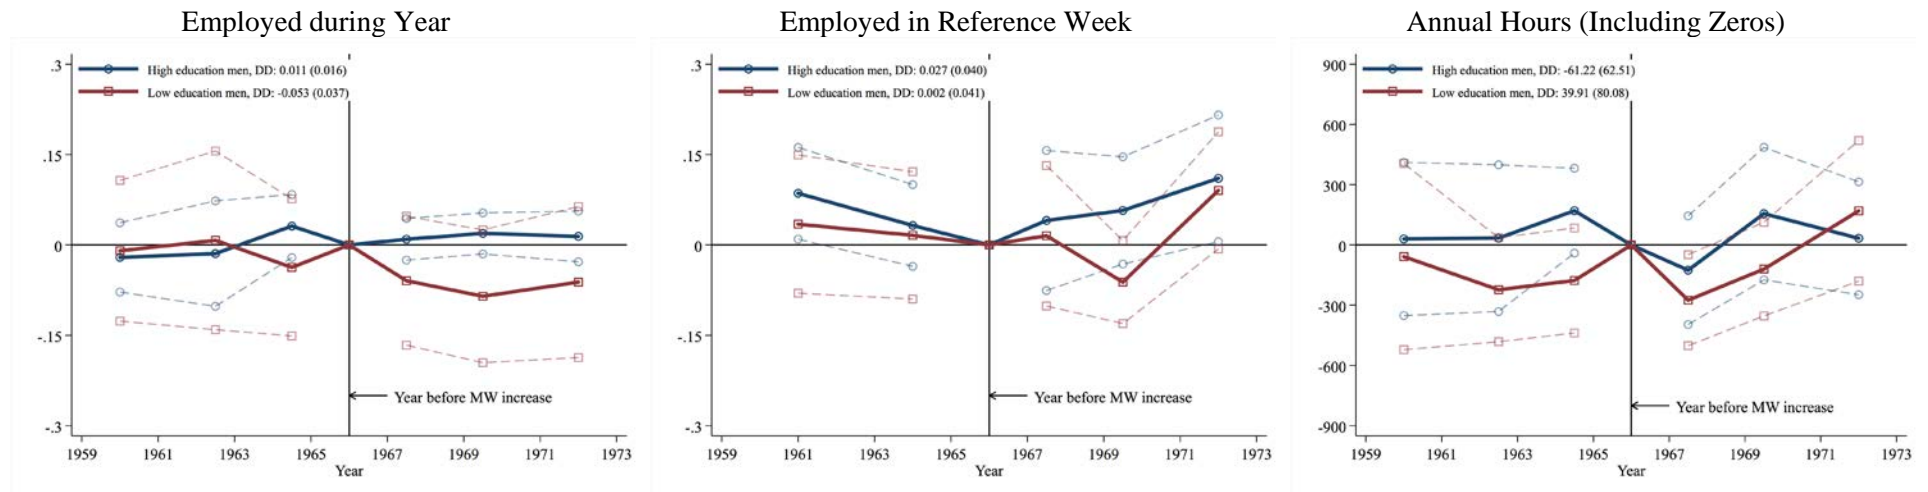 Employed during Year
.3
High education men, DD: 0.011 (0.016)
Low education men, DD: -0.053 (0.037)
.15
0
-.15
Year before MW increase
-.3
1959 1961 1963 1965 1967 1969 1971 1973
Year
Employed in Reference Week
.3
High education men, DD: 0.027 (0.040)
Low education men, DD: 0.002 (0.041)
.15
0
-.15
Year before MW increase
-.3
1959 1961 1963 1965 1967 1969 1971 1973
Year
Annual Hours (Including Zeros)
900
High education men, DD: -61.22 (62.51)
Low education men, DD: 39.91 (80.08)
600
300
0
-300
-600
Year before MW increase
-900
1959 1961 1963 1965 1967 1969 1971 1973
Year